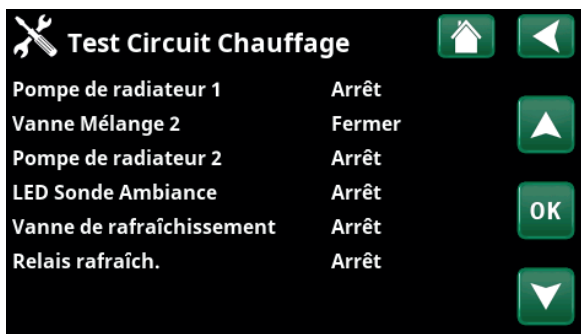 Test Circuit Chauffage
Pompe de radiateur 1 Arrêt
Vanne Mélange 2 Fermer
Pompe de radiateur 2 Arrêt
LED Sonde Ambiance Arrêt
Vanne de rafraîchissement Arrêt
Relais rafraîch. Arrêt
OK